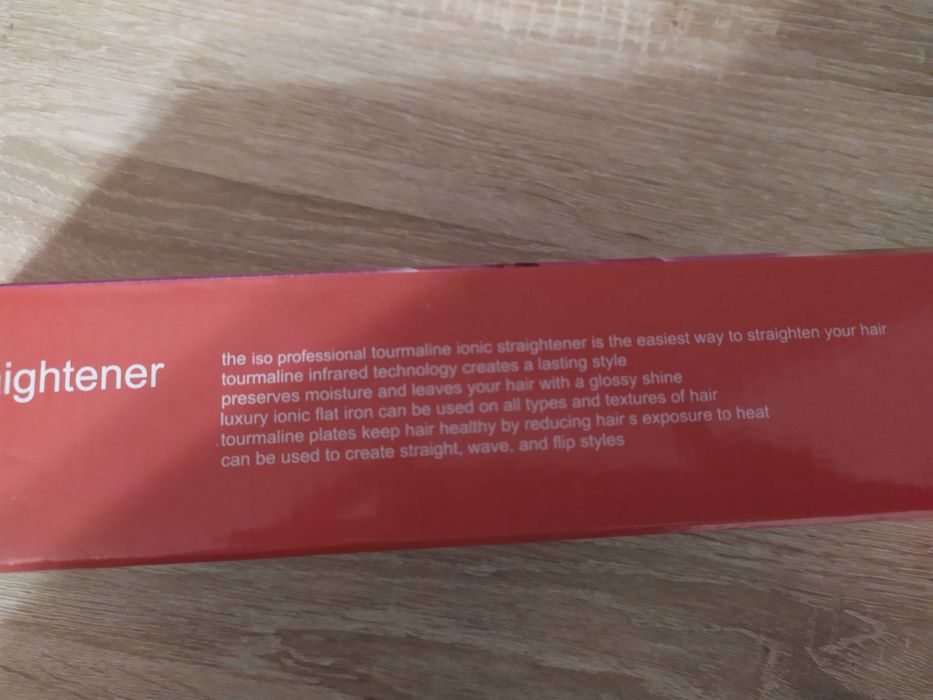 ightener
the iso professional tourmaline ionic straightener is the easiest way to straighten your hair
tourmaline infrared technology creates a lasting style
preserves moisture and leaves your hair with a glossy shine
luxury ionic flat iron can be used on all types and textures of hair
tourmaline plates keep hair healthy by reducing hair s exposure to heat
can be used to create straight, wave, and flip styles